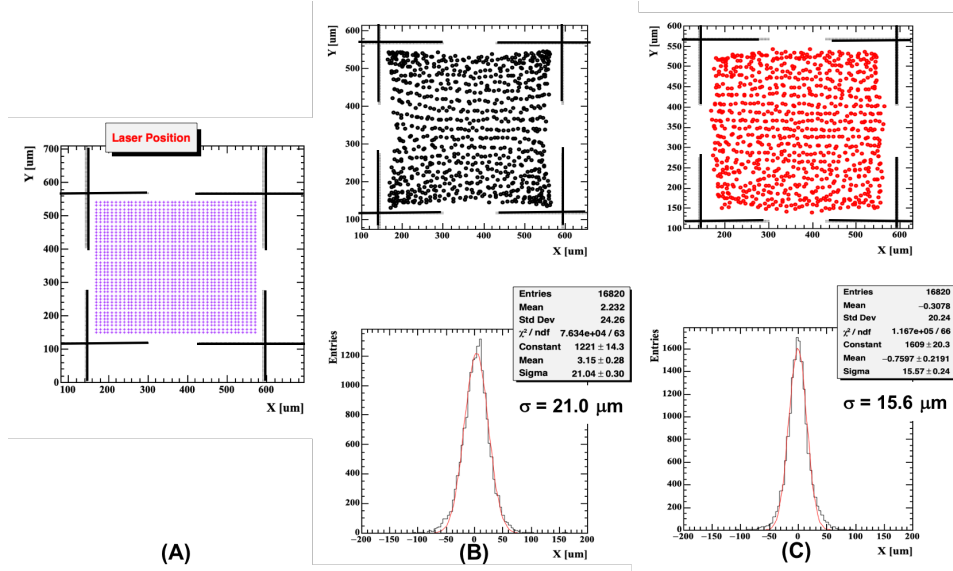 Laser Position
Y [um]
700
600
500
400
300
200
100
0
100 200 300 400 500 600
X [um]
(A)
Y [um]
600
550
500
450
400
350
300
250
200
150
100
100 200 300 400 500 600
X [um]
Entries 16820
Mean 2.232
Std Dev 24.26
χ² / ndf 7.634e+04 / 63
Constant 1221 ± 14.3
Mean 3.15 ± 0.28
Sigma 21.04 ± 0.30
σ = 21.0 μm
Entries
1200
1000
800
600
400
200
0
−200 −150 −100 −50 0 50 100 150 200
X [um]
(B)
Y [um]
600
550
500
450
400
350
300
250
200
150
100
200 300 400 500 600
X [um]
Entries 16820
Mean −0.3078
Std Dev 20.24
χ² / ndf 1.167e+05 / 66
Constant 1609 ± 20.3
Mean −0.7597 ± 0.2191
Sigma 15.57 ± 0.24
σ = 15.6 μm
Entries
1600
1400
1200
1000
800
600
400
200
0
−200 −150 −100 −50 0 50 100 150 200
X [um]
(C)